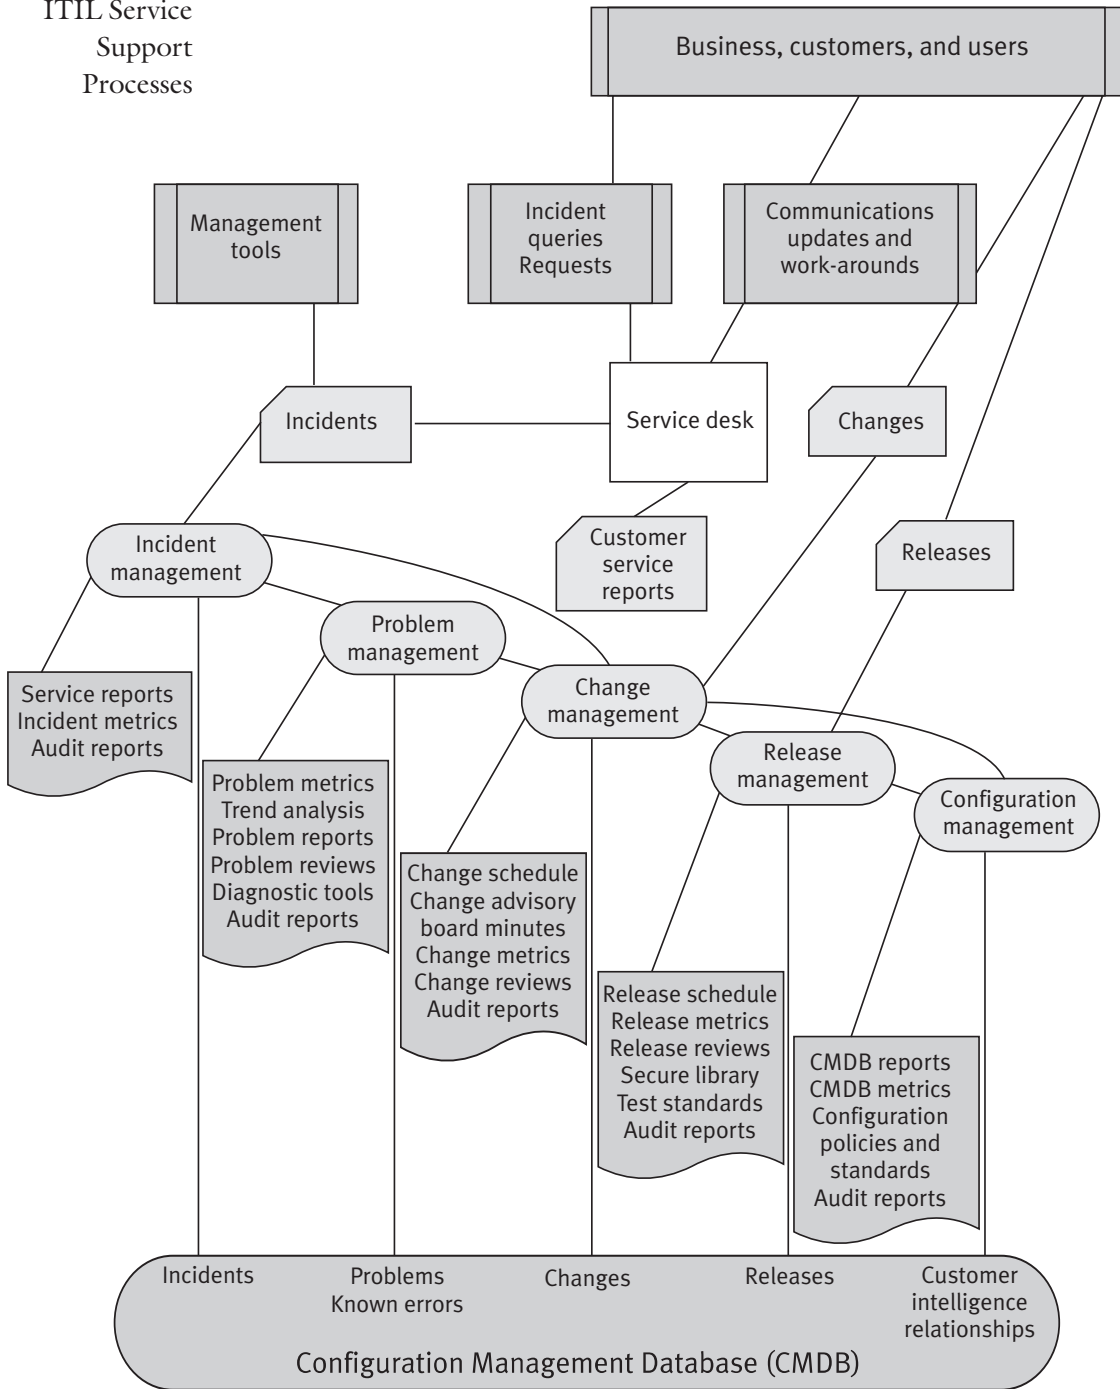 ITIL Service
Support
Processes
Business, customers, and users
Management
tools
Incident
queries
Requests
Communications
updates and
work-arounds
Incidents
Service desk
Changes
Customer
service
reports
Releases
Incident
management
Problem
management
Change
management
Release
management
Configuration
management
Service reports
Incident metrics
Audit reports
Problem metrics
Trend analysis
Problem reports
Problem reviews
Diagnostic tools
Audit reports
Change schedule
Change advisory
board minutes
Change metrics
Change reviews
Audit reports
Release schedule
Release metrics
Release reviews
Secure library
Test standards
Audit reports
CMDB reports
CMDB metrics
Configuration
policies and
standards
Audit reports
Incidents
Problems
Known errors
Changes
Releases
Customer
intelligence
relationships
Configuration Management Database (CMDB)